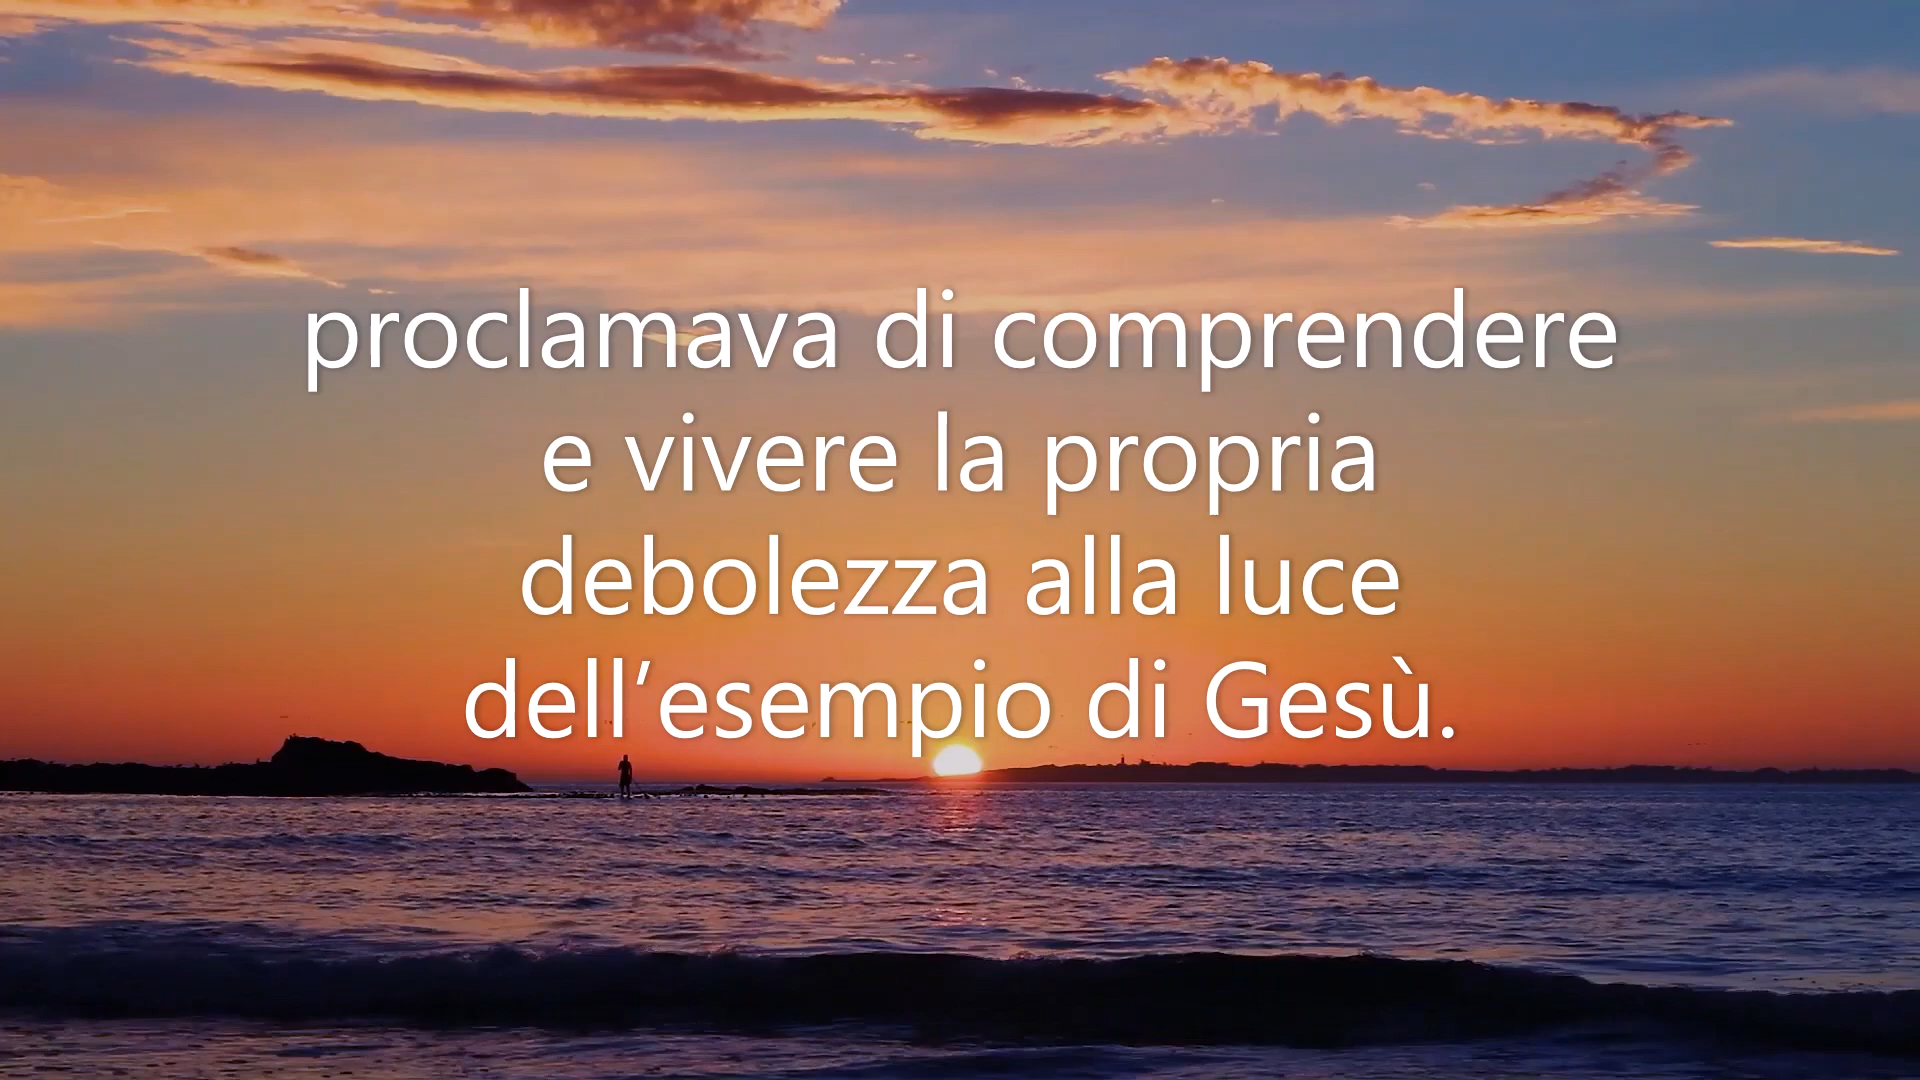 proclamava di comprendere
e vivere la propria
debolezza alla luce
dell’esempio di Gesù.